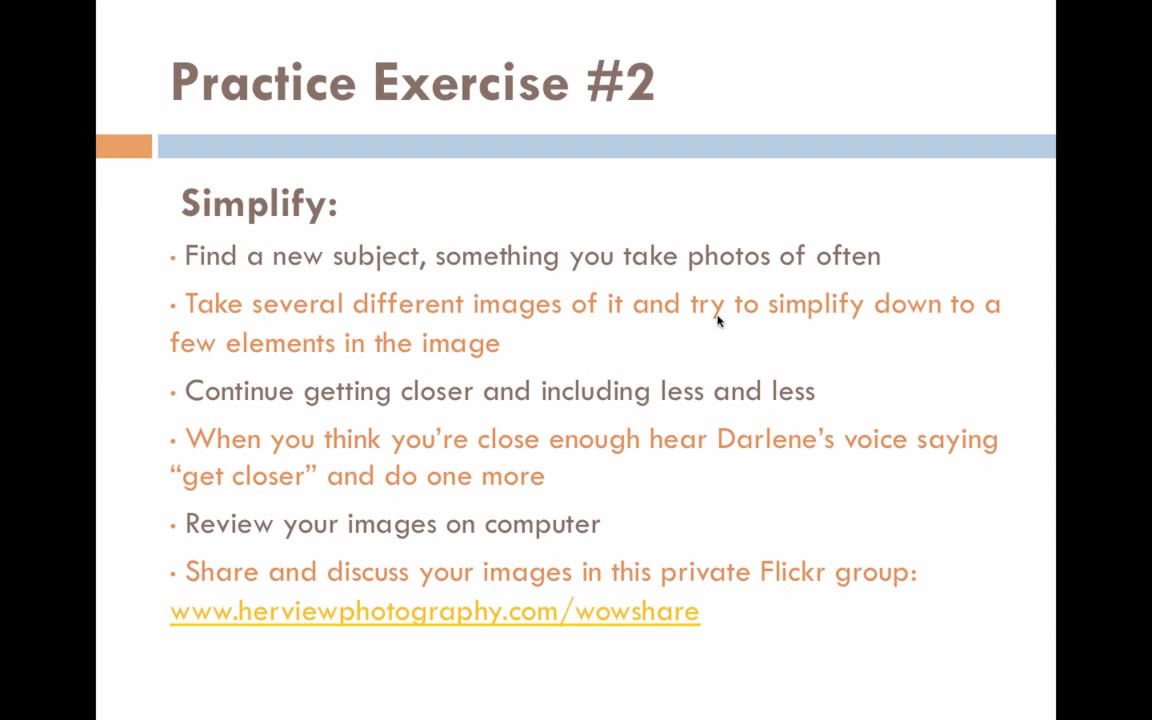 Practice Exercise #2
Simplify:
• Find a new subject, something you take photos of often
• Take several different images of it and try to simplify down to a
few elements in the image
• Continue getting closer and including less and less
• When you think you’re close enough hear Darlene’s voice saying
“get closer” and do one more
• Review your images on computer
• Share and discuss your images in this private Flickr group:
www.herviewphotography.com/wowshare